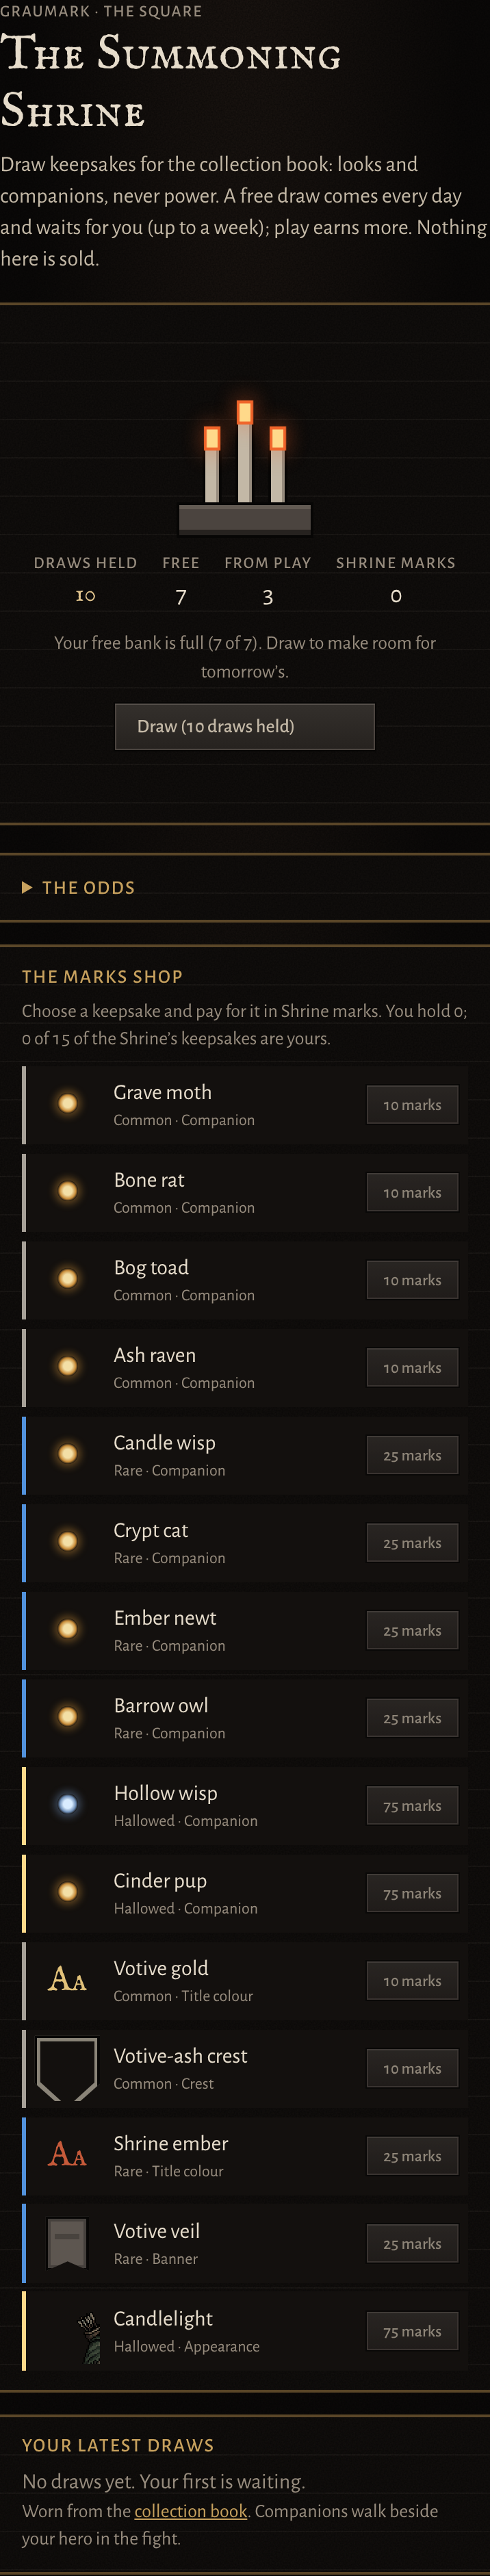 GRAUMARK · THE SQUARE
The Summoning
Shrine
Draw keepsakes for the collection book: looks and
companions, never power. A free draw comes every day
and waits for you (up to a week); play earns more. Nothing
here is sold.
DRAWS HELD FREE FROM PLAY SHRINE MARKS
10 7 3 0
Your free bank is full (7 of 7). Draw to make room for
tomorrow's.
Draw (10 draws held)
THE ODDS
THE MARKS SHOP
Choose a keepsake and pay for it in Shrine marks. You hold 0;
0 of 15 of the Shrine's keepsakes are yours.
Grave moth
Common · Companion
10 marks
Bone rat
Common · Companion
10 marks
Bog toad
Common · Companion
10 marks
Ash raven
Common · Companion
10 marks
Candle wisp
Rare · Companion
25 marks
Crypt cat
Rare · Companion
25 marks
Ember newt
Rare · Companion
25 marks
Barrow owl
Rare · Companion
25 marks
Hollow wisp
Hallowed · Companion
75 marks
Cinder pup
Hallowed · Companion
75 marks
Aa
Votive gold
Common · Title colour
10 marks
Votive-ash crest
Common · Crest
10 marks
Aa
Shrine ember
Rare · Title colour
25 marks
Votive veil
Rare · Banner
25 marks
Candlelight
Hallowed · Appearance
75 marks
YOUR LATEST DRAWS
No draws yet. Your first is waiting.
Worn from the collection book. Companions walk beside
your hero in the fight.